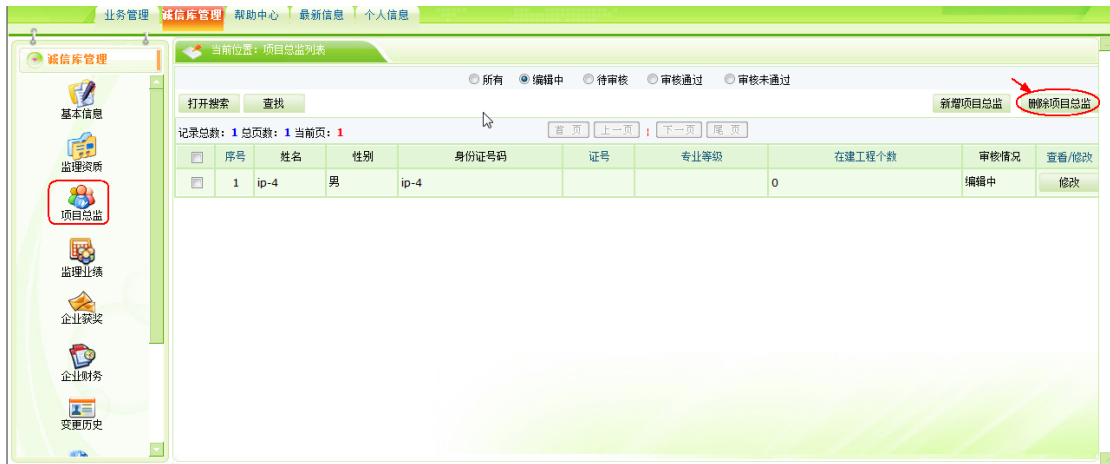 业务管理 诚信库管理 帮助中心 最新信息 个人信息
诚信库管理
当前位置：项目总监列表
所有 编辑中 待审核 审核通过 审核未通过
打开搜索 查找 新增项目总监 删除项目总监
记录总数：1 总页数：1 当前页：1 首 页 上一页 1 下一页 尾 页
序号 姓名 性别 身份证号码 证号 专业等级 在建工程个数 审核情况 查看/修改
1 ip-4 男 ip-4 0 编辑中 修改
基本信息
监理资质
项目总监
监理业绩
企业获奖
企业财务
变更历史